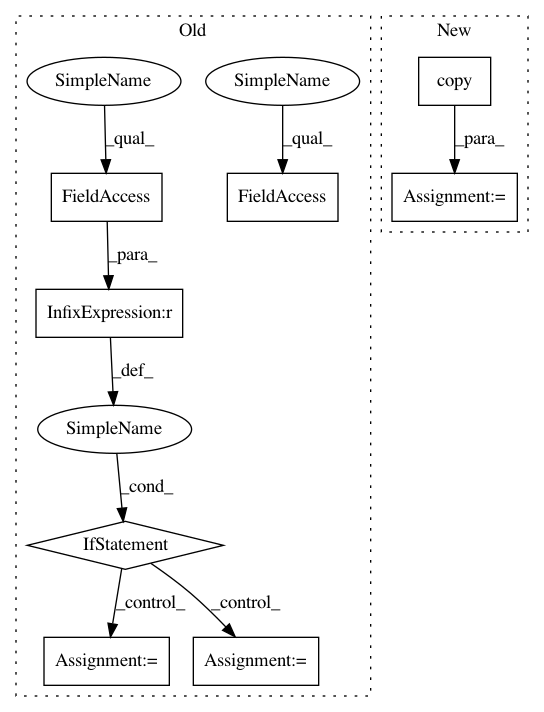 Old
New
SimpleName
SimpleName
copy
_qual_
_qual_
_para_
FieldAccess
FieldAccess
Assignment:=
_para_
InfixExpression:r
_def_
SimpleName
_cond_
IfStatement
_control_
_control_
Assignment:=
Assignment:=